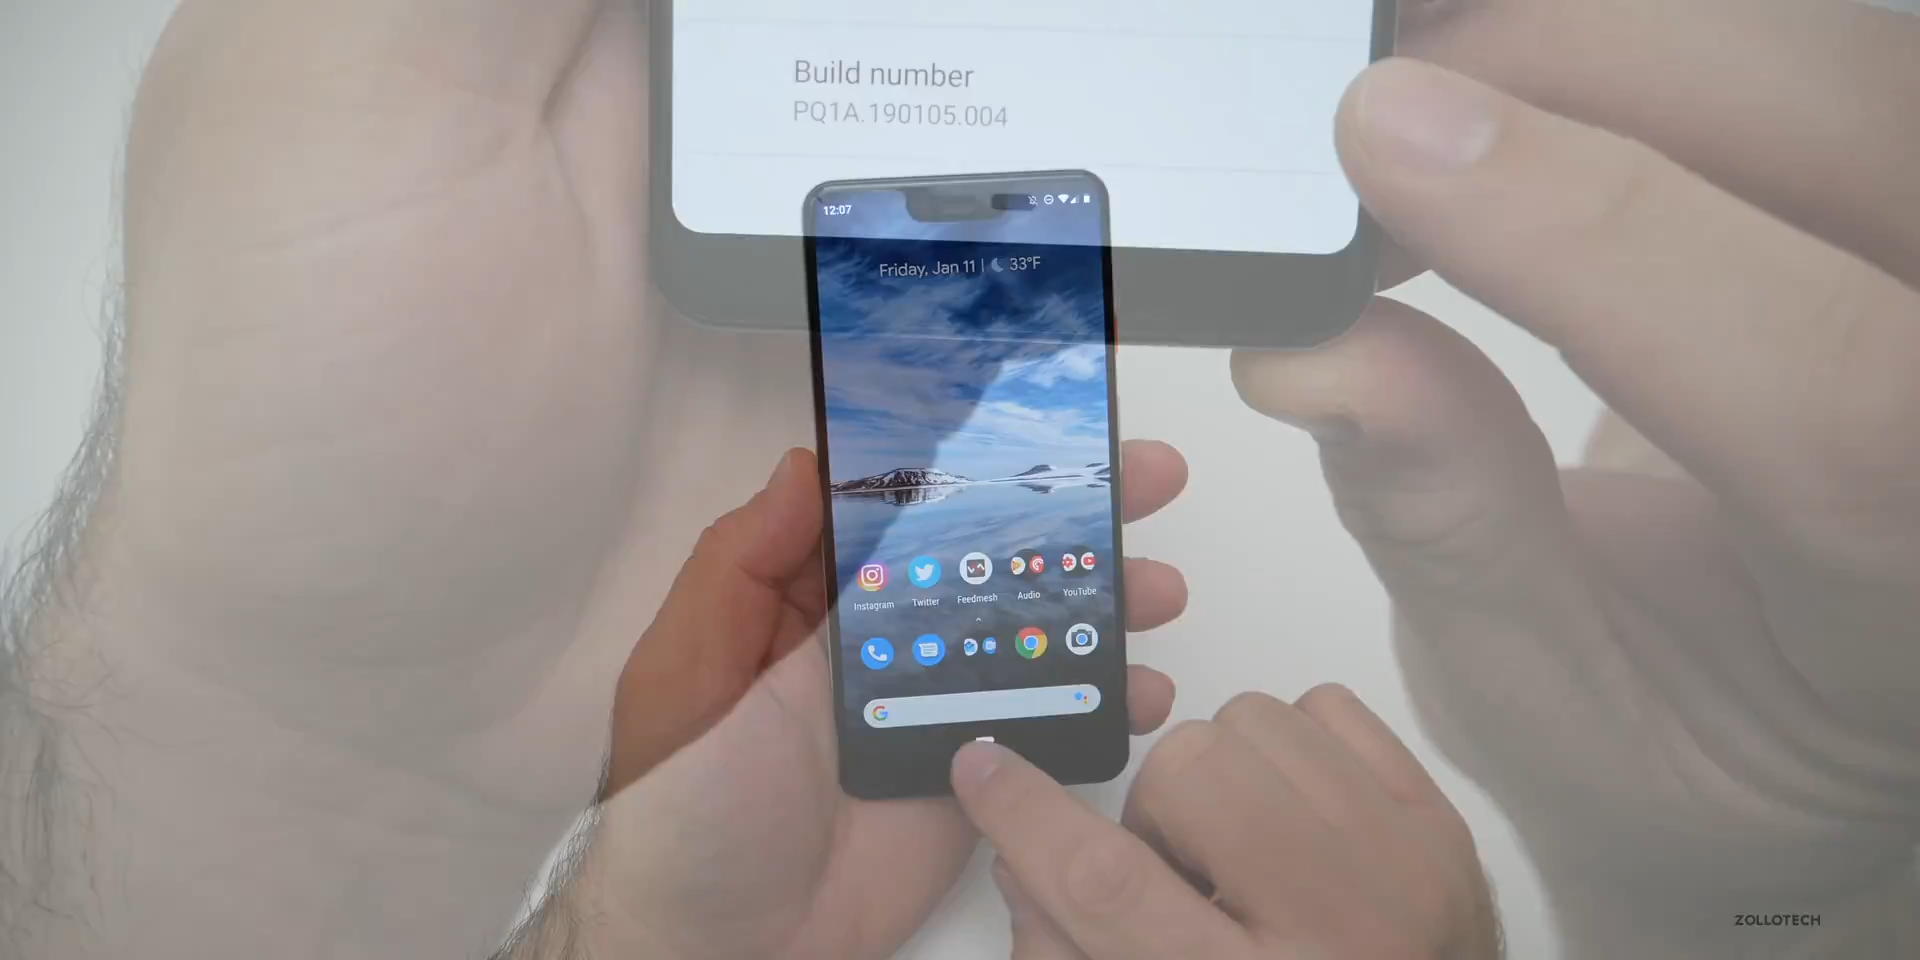 Build number
PQ1A.190105.004
12:07
Friday, Jan 11 | 33°F
Instagram Twitter Feedmesh Audio YouTube
G
ZOLLOTECH